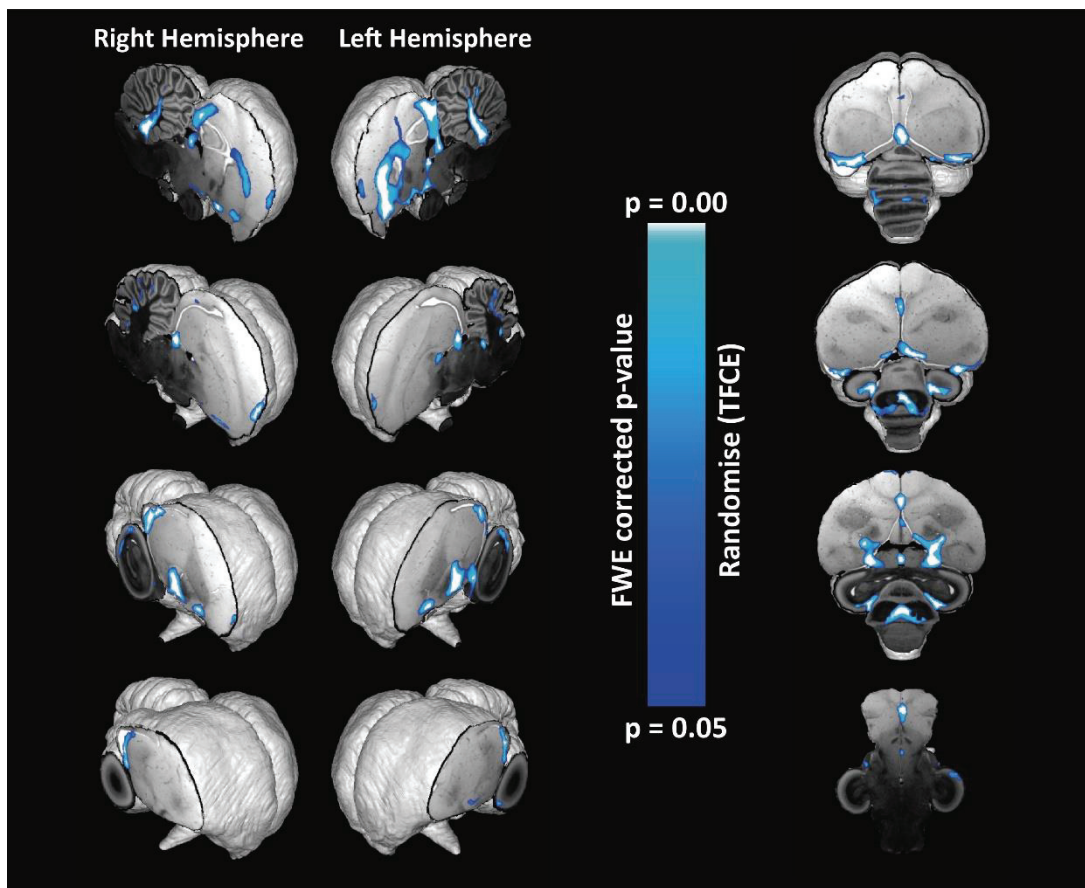 Right Hemisphere
Left Hemisphere
p = 0.00
FWE corrected p-value
Randomise (TFCE)
p = 0.05